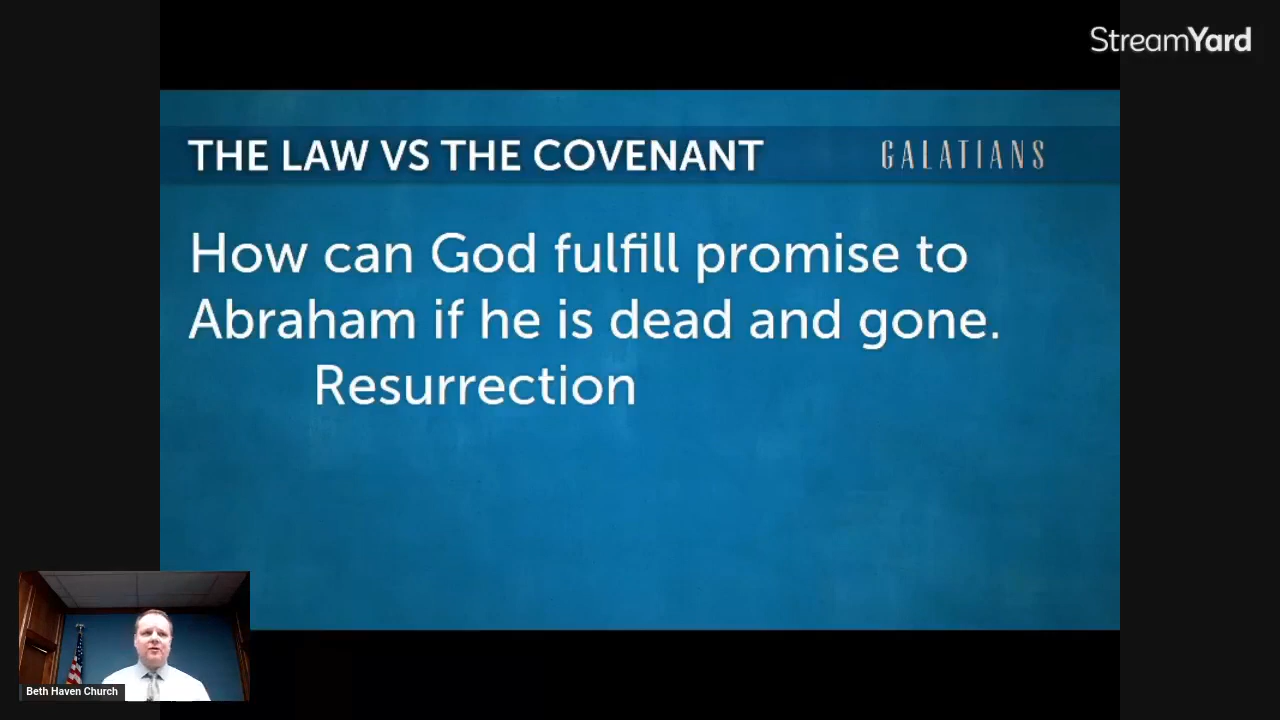 StreamYard
THE LAW VS THE COVENANT
GALATIANS
How can God fulfill promise to
Abraham if he is dead and gone.
Resurrection
Beth Haven Church